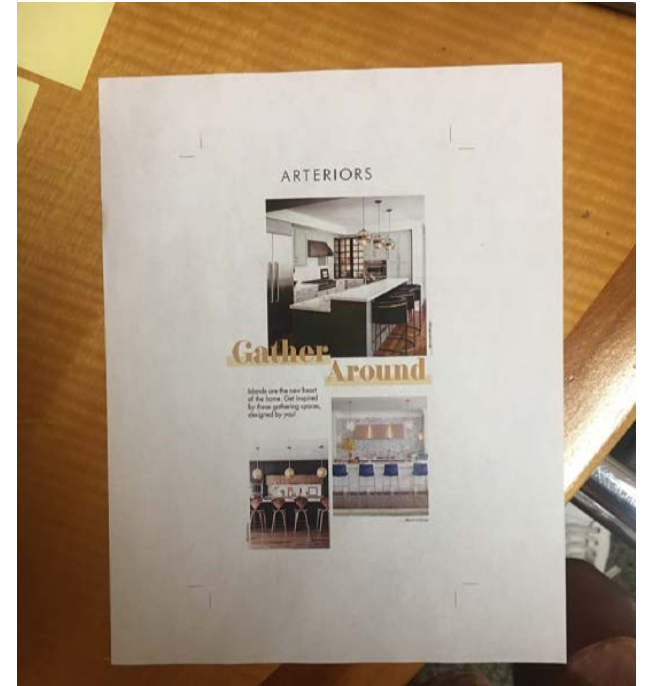 ARTERIORS
Gather
Around
Islands are the new heart
of the home. Get inspired
by these gathering spaces,
designed by you!